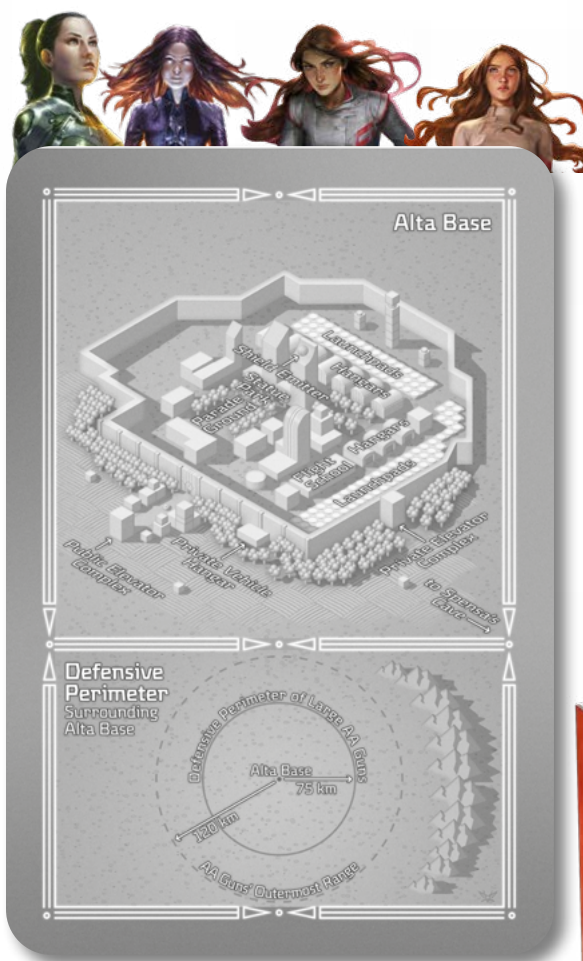 Alta Base
Launchpads
Hangars
Shield Emitter
Statue
Park
Parade
Ground
Hangars
Flight
School
Launchpads
Private Elevator
Complex
Private Vehicle
Hangar
Public Elevator
Complex
to Spensa's
Cave
Defensive
Perimeter
Surrounding
Alta Base
Defensive Perimeter of Large AA Guns
Alta Base
75 km
120 km
AA Guns' Outermost Range